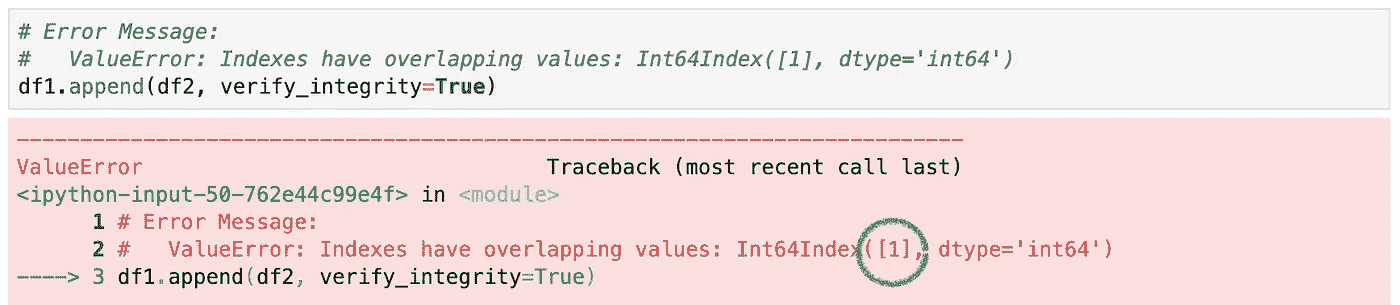 # Error Message:
#   ValueError: Indexes have overlapping values: Int64Index([1], dtype='int64')
df1.append(df2, verify_integrity=True)
---------------------------------------------------------------------------
ValueError                                Traceback (most recent call last)
<ipython-input-50-762e44c99e4f> in <module>
      1 # Error Message:
      2 #   ValueError: Indexes have overlapping values: Int64Index([1], dtype='int64')
----> 3 df1.append(df2, verify_integrity=True)